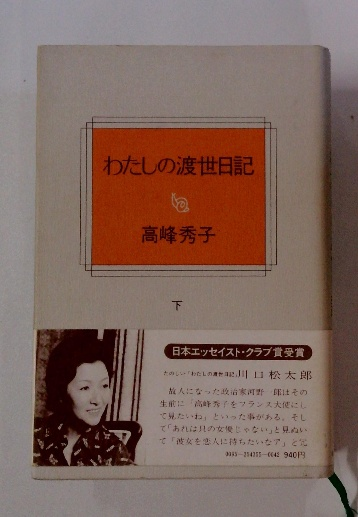 わたしの渡世日記
高峰秀子
下
日本エッセイスト・クラブ賞受賞
たのしい「わたしの渡世日記」川口松太郎
故人になった政治家河野一郎はその
生前に「高峰秀子をフランス大使にし
て見たいね」といった事がある。そし
て「あれは只の女優じゃない」と見ぬい
て「彼女を恋人に持ちたいなア」と冗
0095-254355-0042 940円